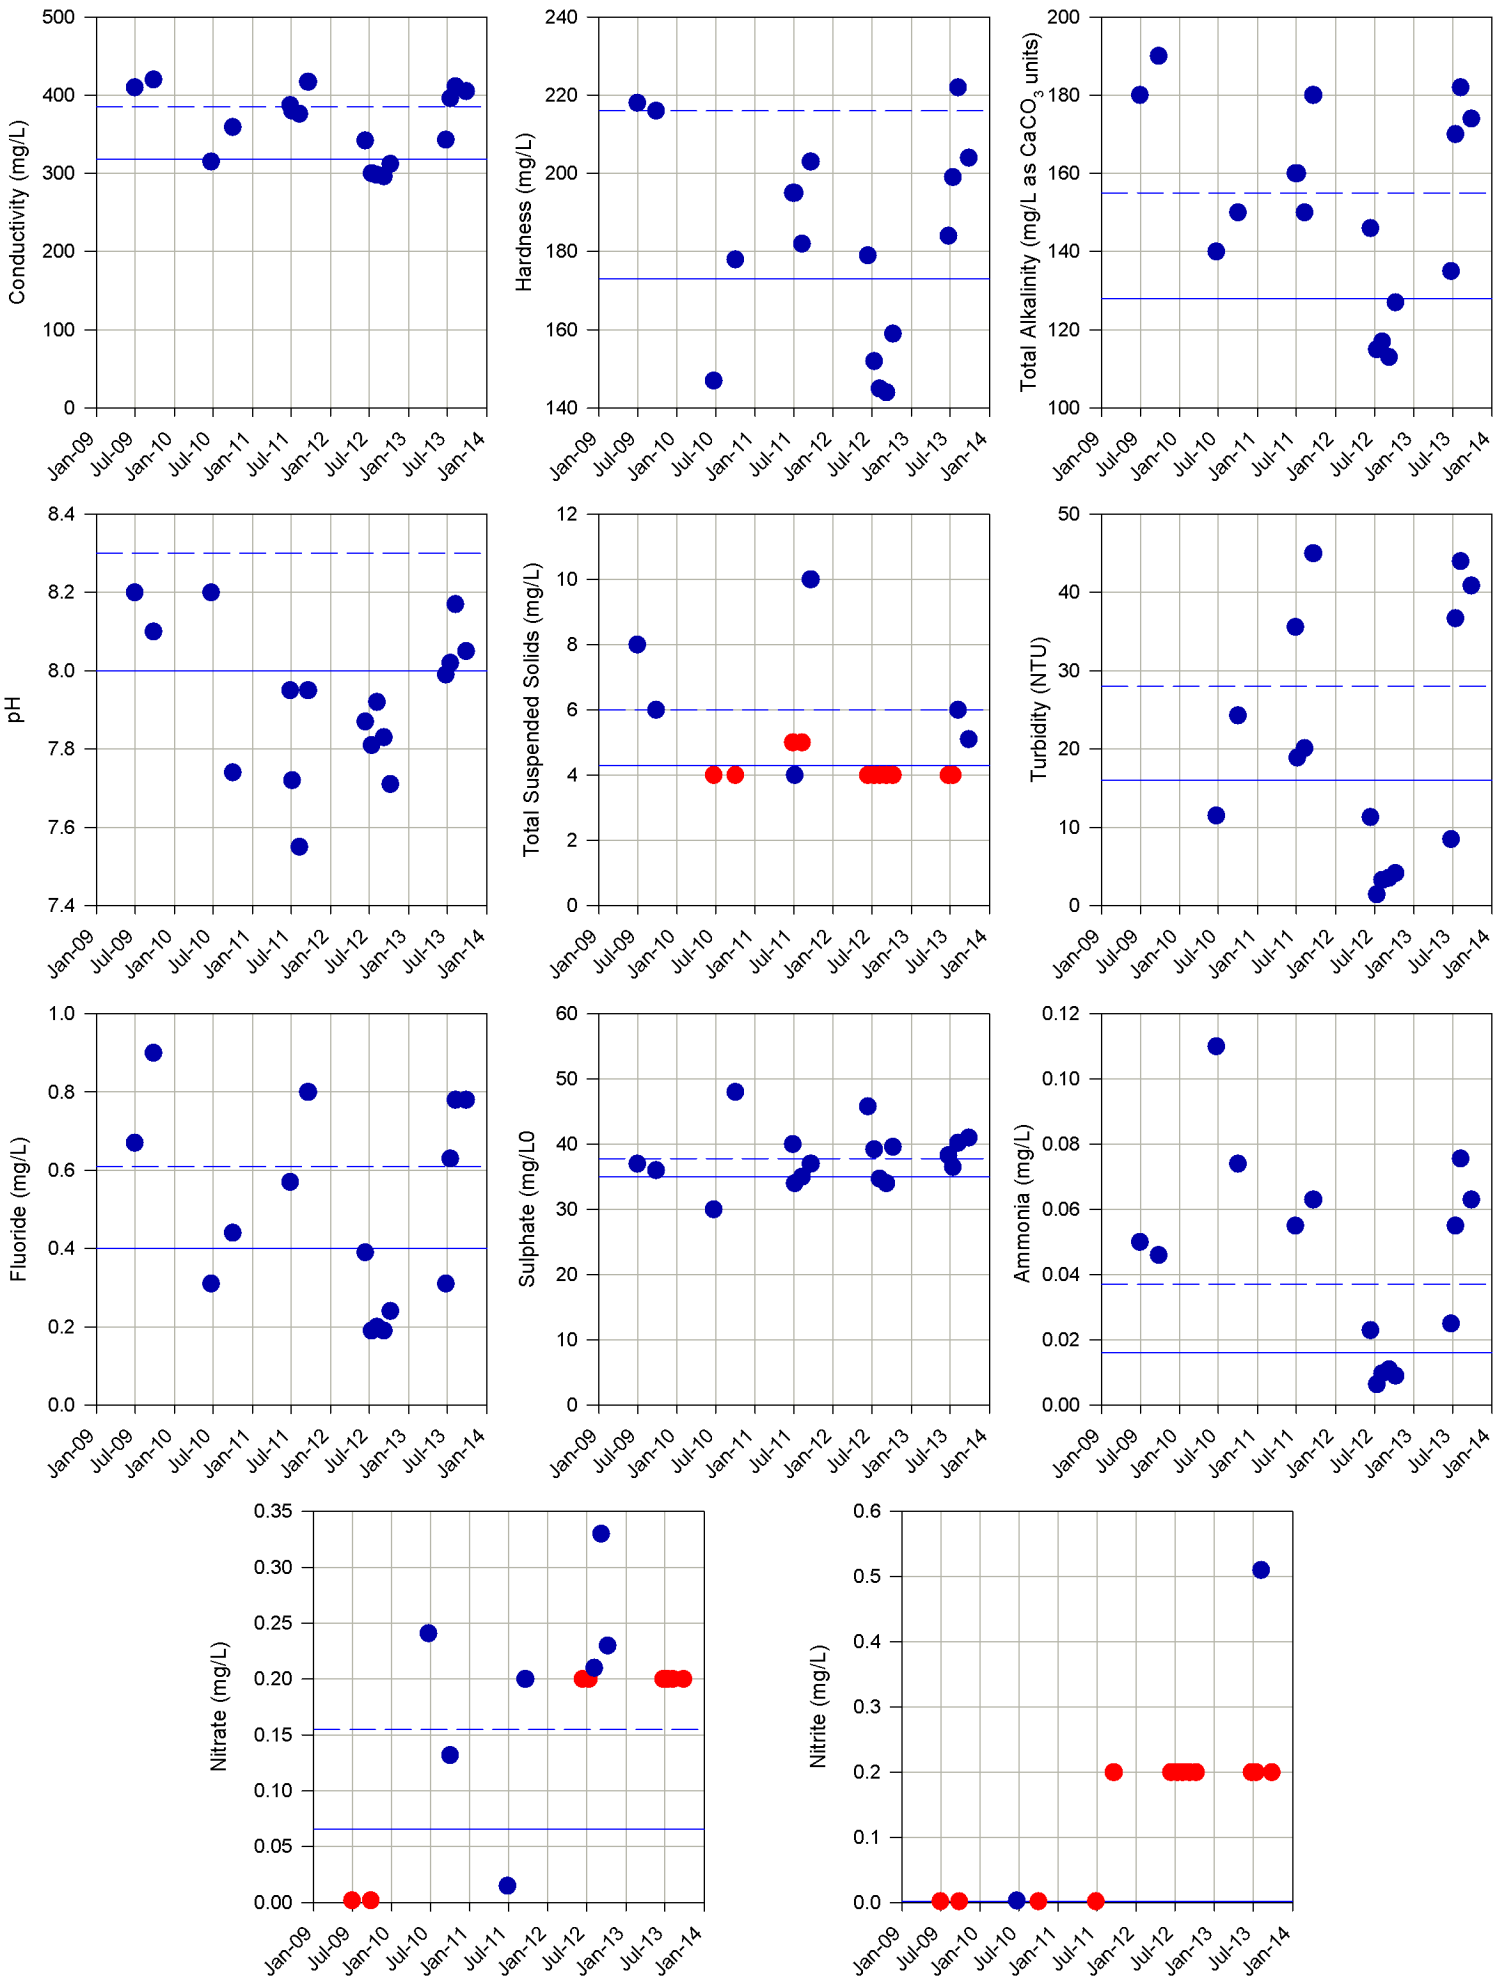 500
400
300
200
100
0
Conductivity (mg/L)
Jan-09
Jul-09
Jan-10
Jul-10
Jan-11
Jul-11
Jan-12
Jul-12
Jan-13
Jul-13
Jan-14
240
220
200
180
160
140
Hardness (mg/L)
Jan-09
Jul-09
Jan-10
Jul-10
Jan-11
Jul-11
Jan-12
Jul-12
Jan-13
Jul-13
Jan-14
200
180
160
140
120
100
Total Alkalinity (mg/L as CaCO3 units)
Jan-09
Jul-09
Jan-10
Jul-10
Jan-11
Jul-11
Jan-12
Jul-12
Jan-13
Jul-13
Jan-14
8.4
8.2
8.0
7.8
7.6
7.4
pH
Jan-09
Jul-09
Jan-10
Jul-10
Jan-11
Jul-11
Jan-12
Jul-12
Jan-13
Jul-13
Jan-14
12
10
8
6
4
2
0
Total Suspended Solids (mg/L)
Jan-09
Jul-09
Jan-10
Jul-10
Jan-11
Jul-11
Jan-12
Jul-12
Jan-13
Jul-13
Jan-14
50
40
30
20
10
0
Turbidity (NTU)
Jan-09
Jul-09
Jan-10
Jul-10
Jan-11
Jul-11
Jan-12
Jul-12
Jan-13
Jul-13
Jan-14
1.0
0.8
0.6
0.4
0.2
0.0
Fluoride (mg/L)
Jan-09
Jul-09
Jan-10
Jul-10
Jan-11
Jul-11
Jan-12
Jul-12
Jan-13
Jul-13
Jan-14
60
50
40
30
20
10
0
Sulphate (mg/L0
Jan-09
Jul-09
Jan-10
Jul-10
Jan-11
Jul-11
Jan-12
Jul-12
Jan-13
Jul-13
Jan-14
0.12
0.10
0.08
0.06
0.04
0.02
0.00
Ammonia (mg/L)
Jan-09
Jul-09
Jan-10
Jul-10
Jan-11
Jul-11
Jan-12
Jul-12
Jan-13
Jul-13
Jan-14
0.35
0.30
0.25
0.20
0.15
0.10
0.05
0.00
Nitrate (mg/L)
Jan-09
Jul-09
Jan-10
Jul-10
Jan-11
Jul-11
Jan-12
Jul-12
Jan-13
Jul-13
Jan-14
0.6
0.5
0.4
0.3
0.2
0.1
0.0
Nitrite (mg/L)
Jan-09
Jul-09
Jan-10
Jul-10
Jan-11
Jul-11
Jan-12
Jul-12
Jan-13
Jul-13
Jan-14